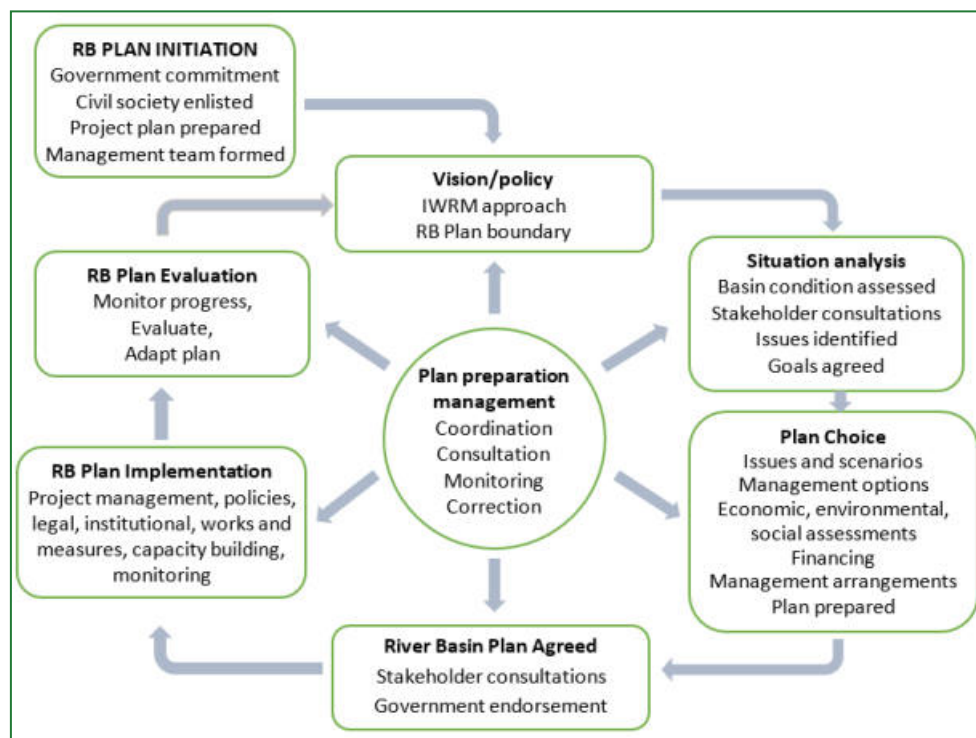 RB PLAN INITIATION
Government commitment
Civil society enlisted
Project plan prepared
Management team formed
Vision/policy
IWRM approach
RB Plan boundary
Situation analysis
Basin condition assessed
Stakeholder consultations
Issues identified
Goals agreed
Plan Choice
Issues and scenarios
Management options
Economic, environmental,
social assessments
Financing
Management arrangements
Plan prepared
River Basin Plan Agreed
Stakeholder consultations
Government endorsement
RB Plan Implementation
Project management, policies,
legal, institutional, works and
measures, capacity building,
monitoring
RB Plan Evaluation
Monitor progress,
Evaluate,
Adapt plan
Plan preparation
management
Coordination
Consultation
Monitoring
Correction